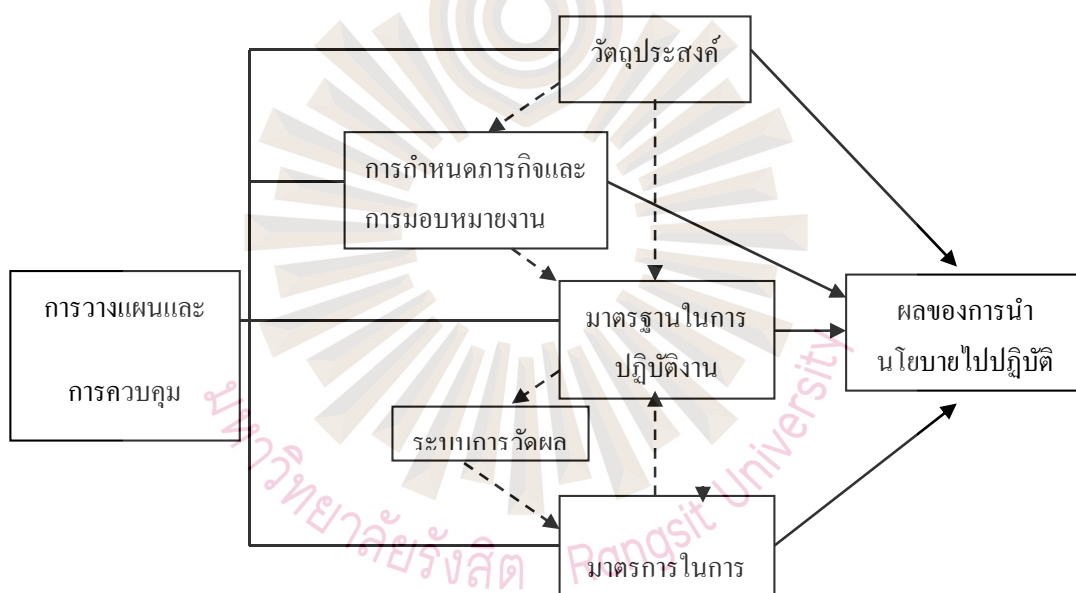 วัตถุประสงค์
การกำหนดภารกิจและ
การมอบหมายงาน
การวางแผนและ
การควบคุม
มาตรฐานในการ
ปฏิบัติงาน
ผลของการนำ
นโยบายไปปฏิบัติ
ระบบการวัดผล
มาตรการในการ
มหาวิทยาลัยรังสิต Rangsit University